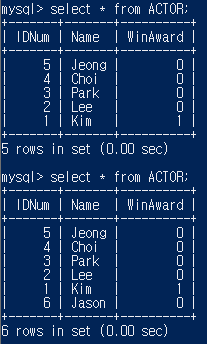 mysql> select * from ACTOR;
+-------+-------+----------+
| IDNum | Name  | WinAward |
+-------+-------+----------+
|     5 | Jeong |        0 |
|     4 | Choi  |        0 |
|     3 | Park  |        0 |
|     2 | Lee   |        0 |
|     1 | Kim   |        1 |
+-------+-------+----------+
5 rows in set (0.00 sec)
mysql> select * from ACTOR;
+-------+-------+----------+
| IDNum | Name  | WinAward |
+-------+-------+----------+
|     5 | Jeong |        0 |
|     4 | Choi  |        0 |
|     3 | Park  |        0 |
|     2 | Lee   |        0 |
|     1 | Kim   |        1 |
|     6 | Jason |        0 |
+-------+-------+----------+
6 rows in set (0.00 sec)